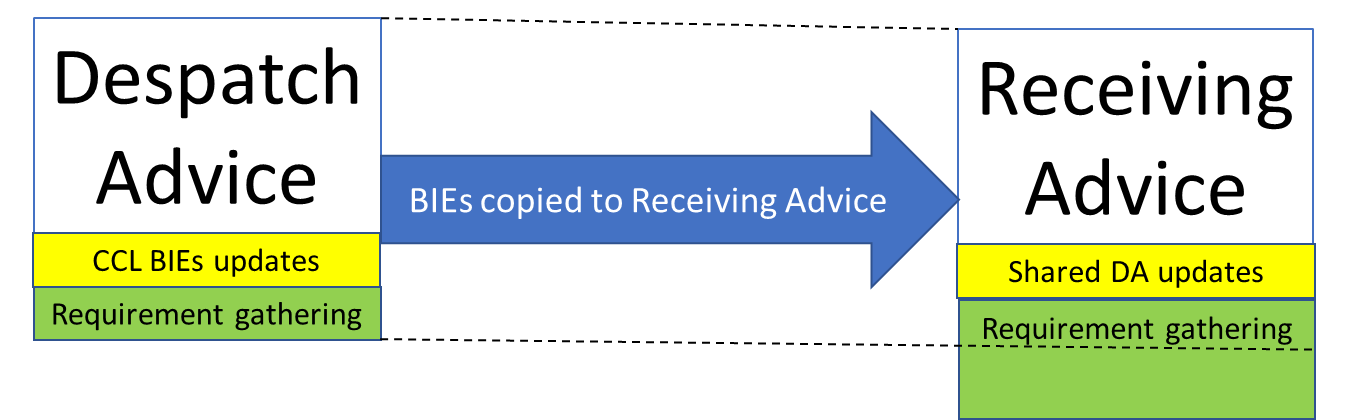 Despatch
Advice
CCL BIEs updates
Requirement gathering
BIEs copied to Receiving Advice
Receiving
Advice
Shared DA updates
Requirement gathering